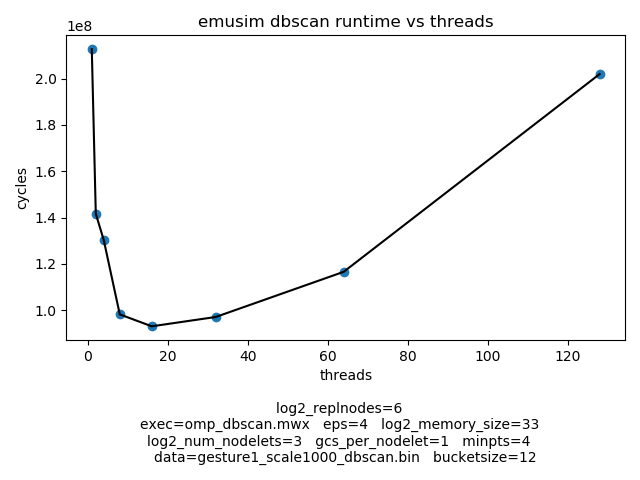 emusim dbscan runtime vs threads
1e8
2.0
1.8
1.6
1.4
1.2
1.0
cycles
0 20 40 60 80 100 120
threads
log2_replnodes=6
exec=omp_dbscan.mwx eps=4 log2_memory_size=33
log2_num_nodelets=3 gcs_per_nodelet=1 minpts=4
data=gesture1_scale1000_dbscan.bin bucketsize=12